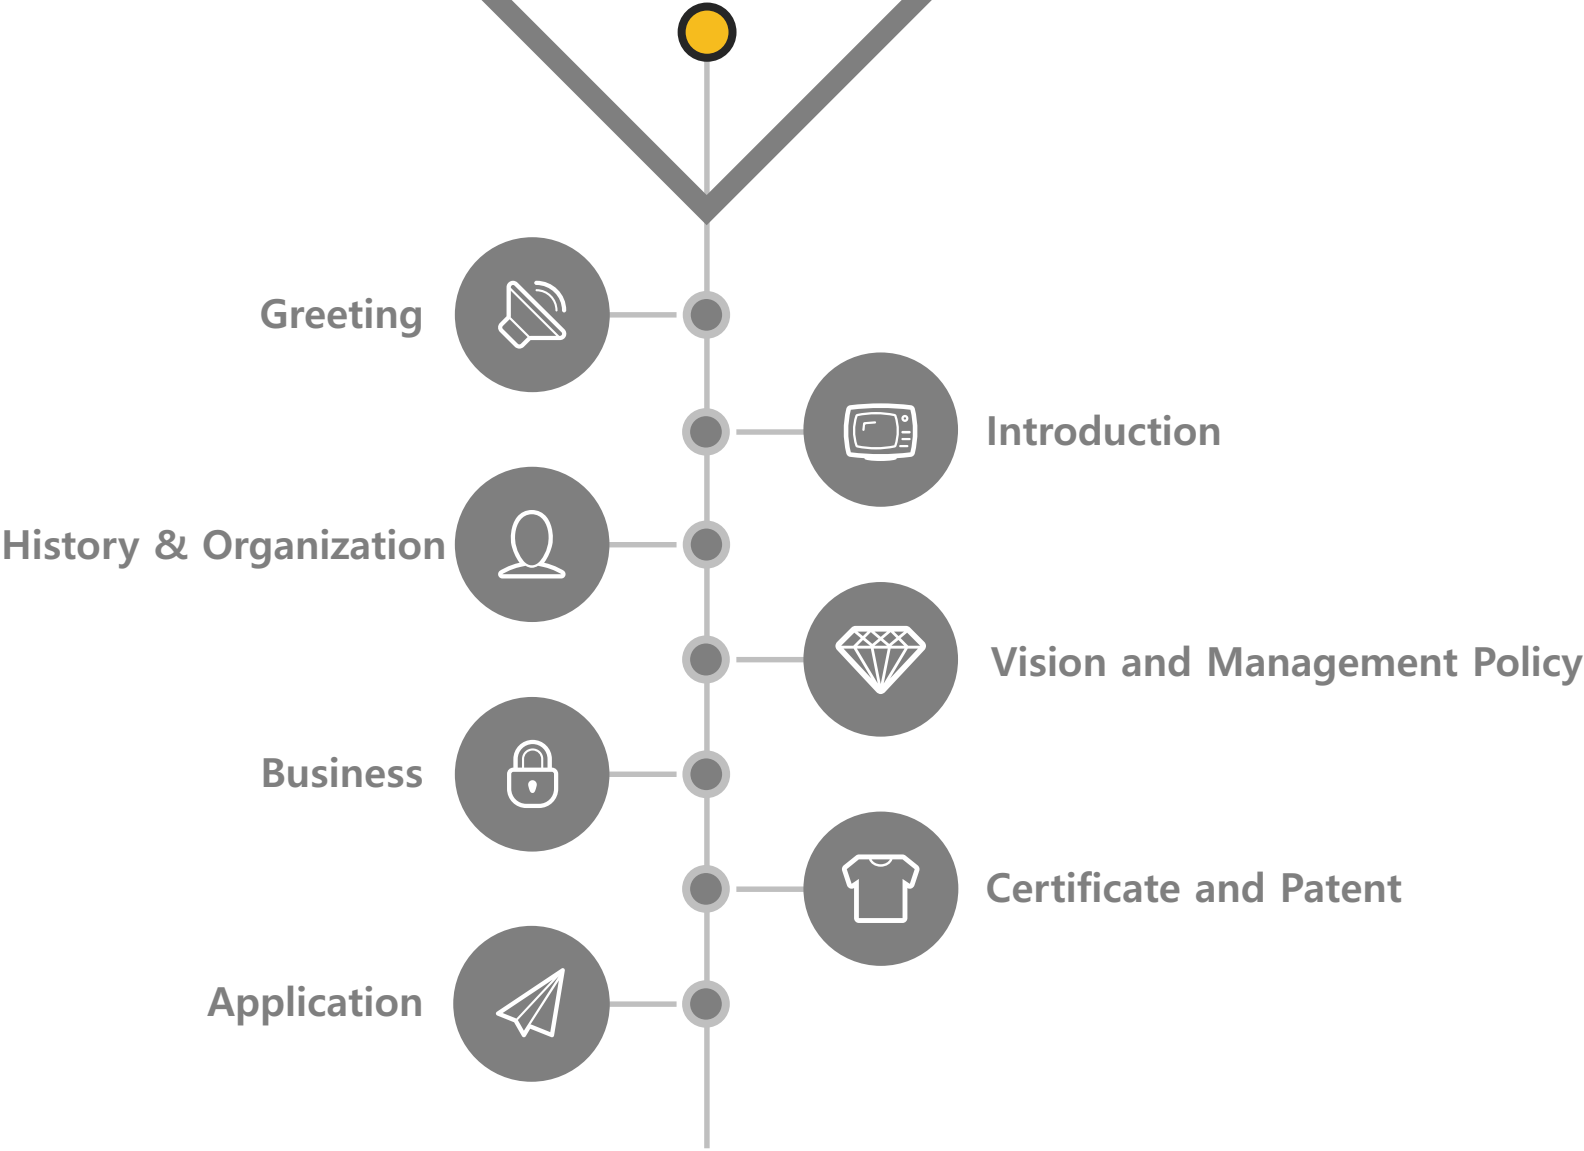 Greeting
Introduction
History & Organization
Vision and Management Policy
Business
Certificate and Patent
Application